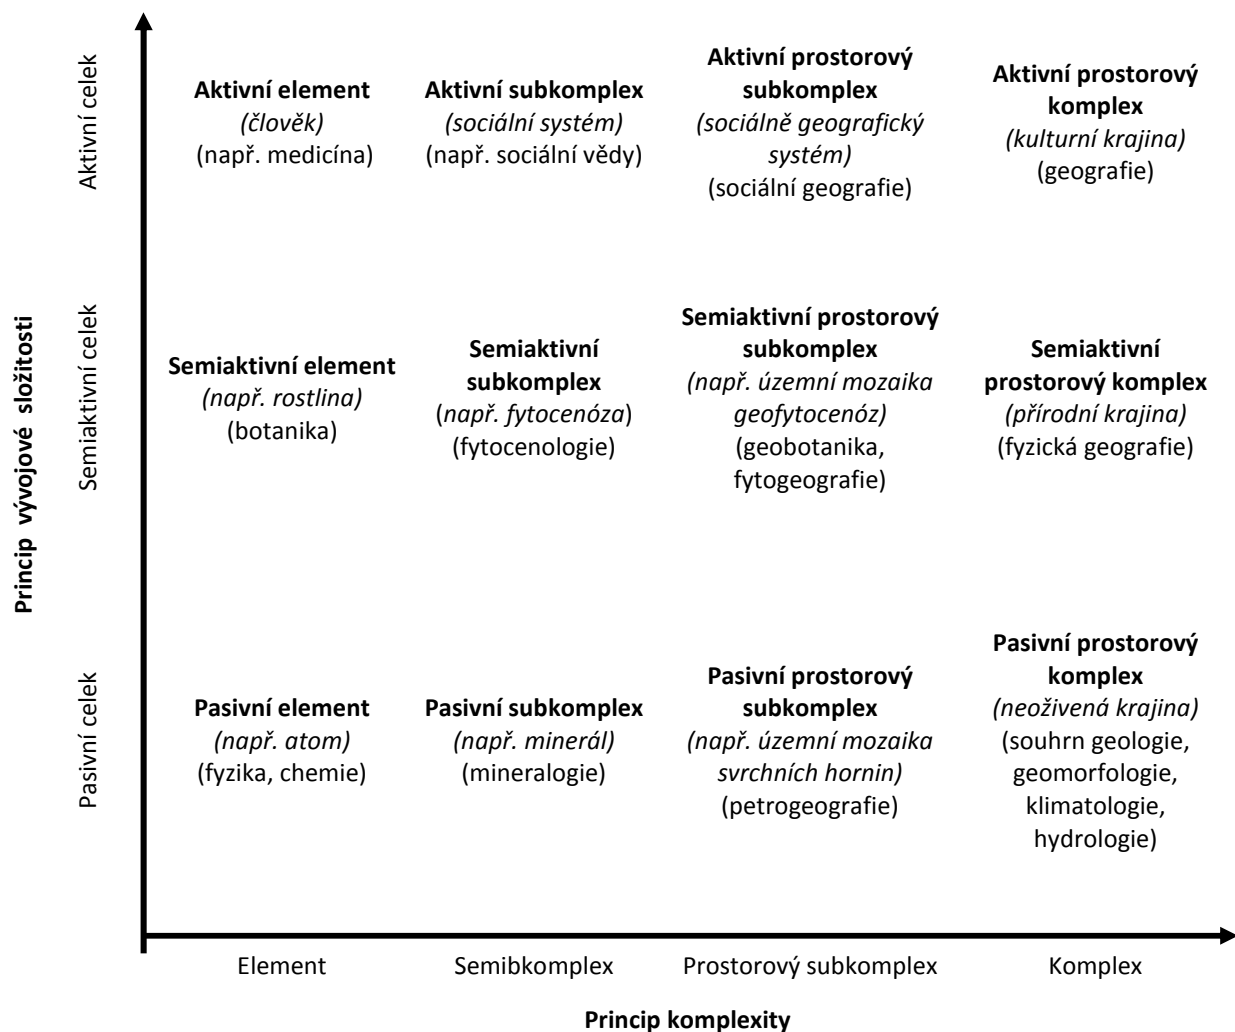 Princip vývojové složitosti
Aktivní celek
Aktivní element
(člověk)
(např. medicína)
Aktivní subkomplex
(sociální systém)
(např. sociální vědy)
Aktivní prostorový
subkomplex
(sociálně geografický
systém)
(sociální geografie)
Aktivní prostorový
komplex
(kulturní krajina)
(geografie)
Semiaktivní celek
Semiaktivní element
(např. rostlina)
(botanika)
Semiaktivní
subkomplex
(např. fytocenóza)
(fytocenologie)
Semiaktivní prostorový
subkomplex
(např. územní mozaika
geofytocenóz)
(geobotanika,
fytogeografie)
Semiaktivní
prostorový komplex
(přírodní krajina)
(fyzická geografie)
Pasivní celek
Pasivní element
(např. atom)
(fyzika, chemie)
Pasivní subkomplex
(např. minerál)
(mineralogie)
Pasivní prostorový
subkomplex
(např. územní mozaika
svrchních hornin)
(petrogeografie)
Pasivní prostorový
komplex
(neoživená krajina)
(souhrn geologie,
geomorfologie,
klimatologie,
hydrologie)
Element
Semibkomplex
Prostorový subkomplex
Komplex
Princip komplexity